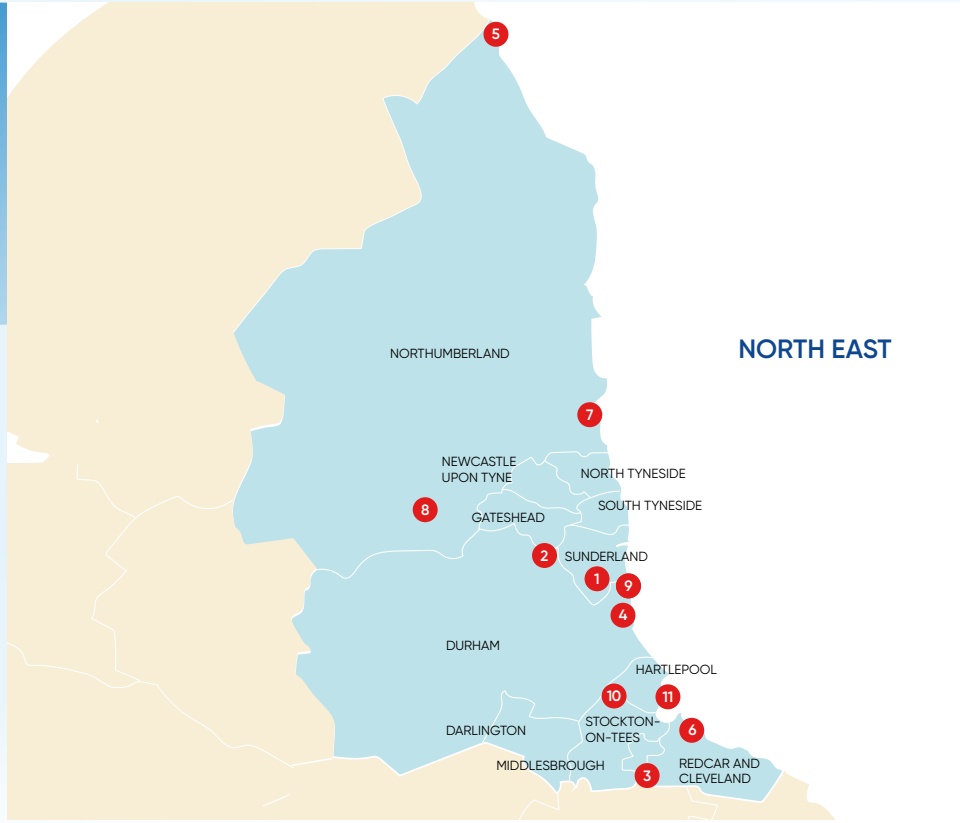 5
NORTH EAST
NORTHUMBERLAND
7
NEWCASTLE
UPON TYNE
NORTH TYNESIDE
8
SOUTH TYNESIDE
GATESHEAD
2
SUNDERLAND
1
9
4
DURHAM
HARTLEPOOL
10
11
STOCKTON-
ON-TEES
6
DARLINGTON
MIDDLESBROUGH
REDCAR AND
CLEVELAND
3